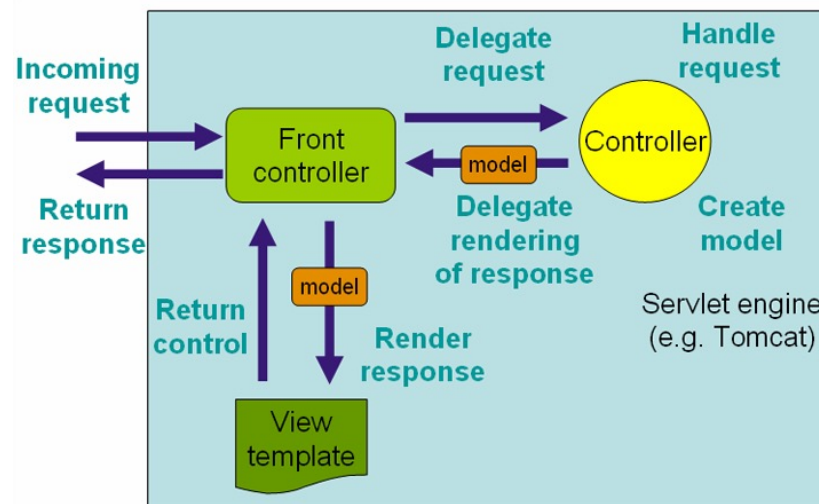 Incoming
request
Return
response
Front
controller
Delegate
request
Handle
request
Controller
model
Delegate
rendering
of response
Create
model
Servlet engine
(e.g. Tomcat)
model
Return
control
Render
response
View
template